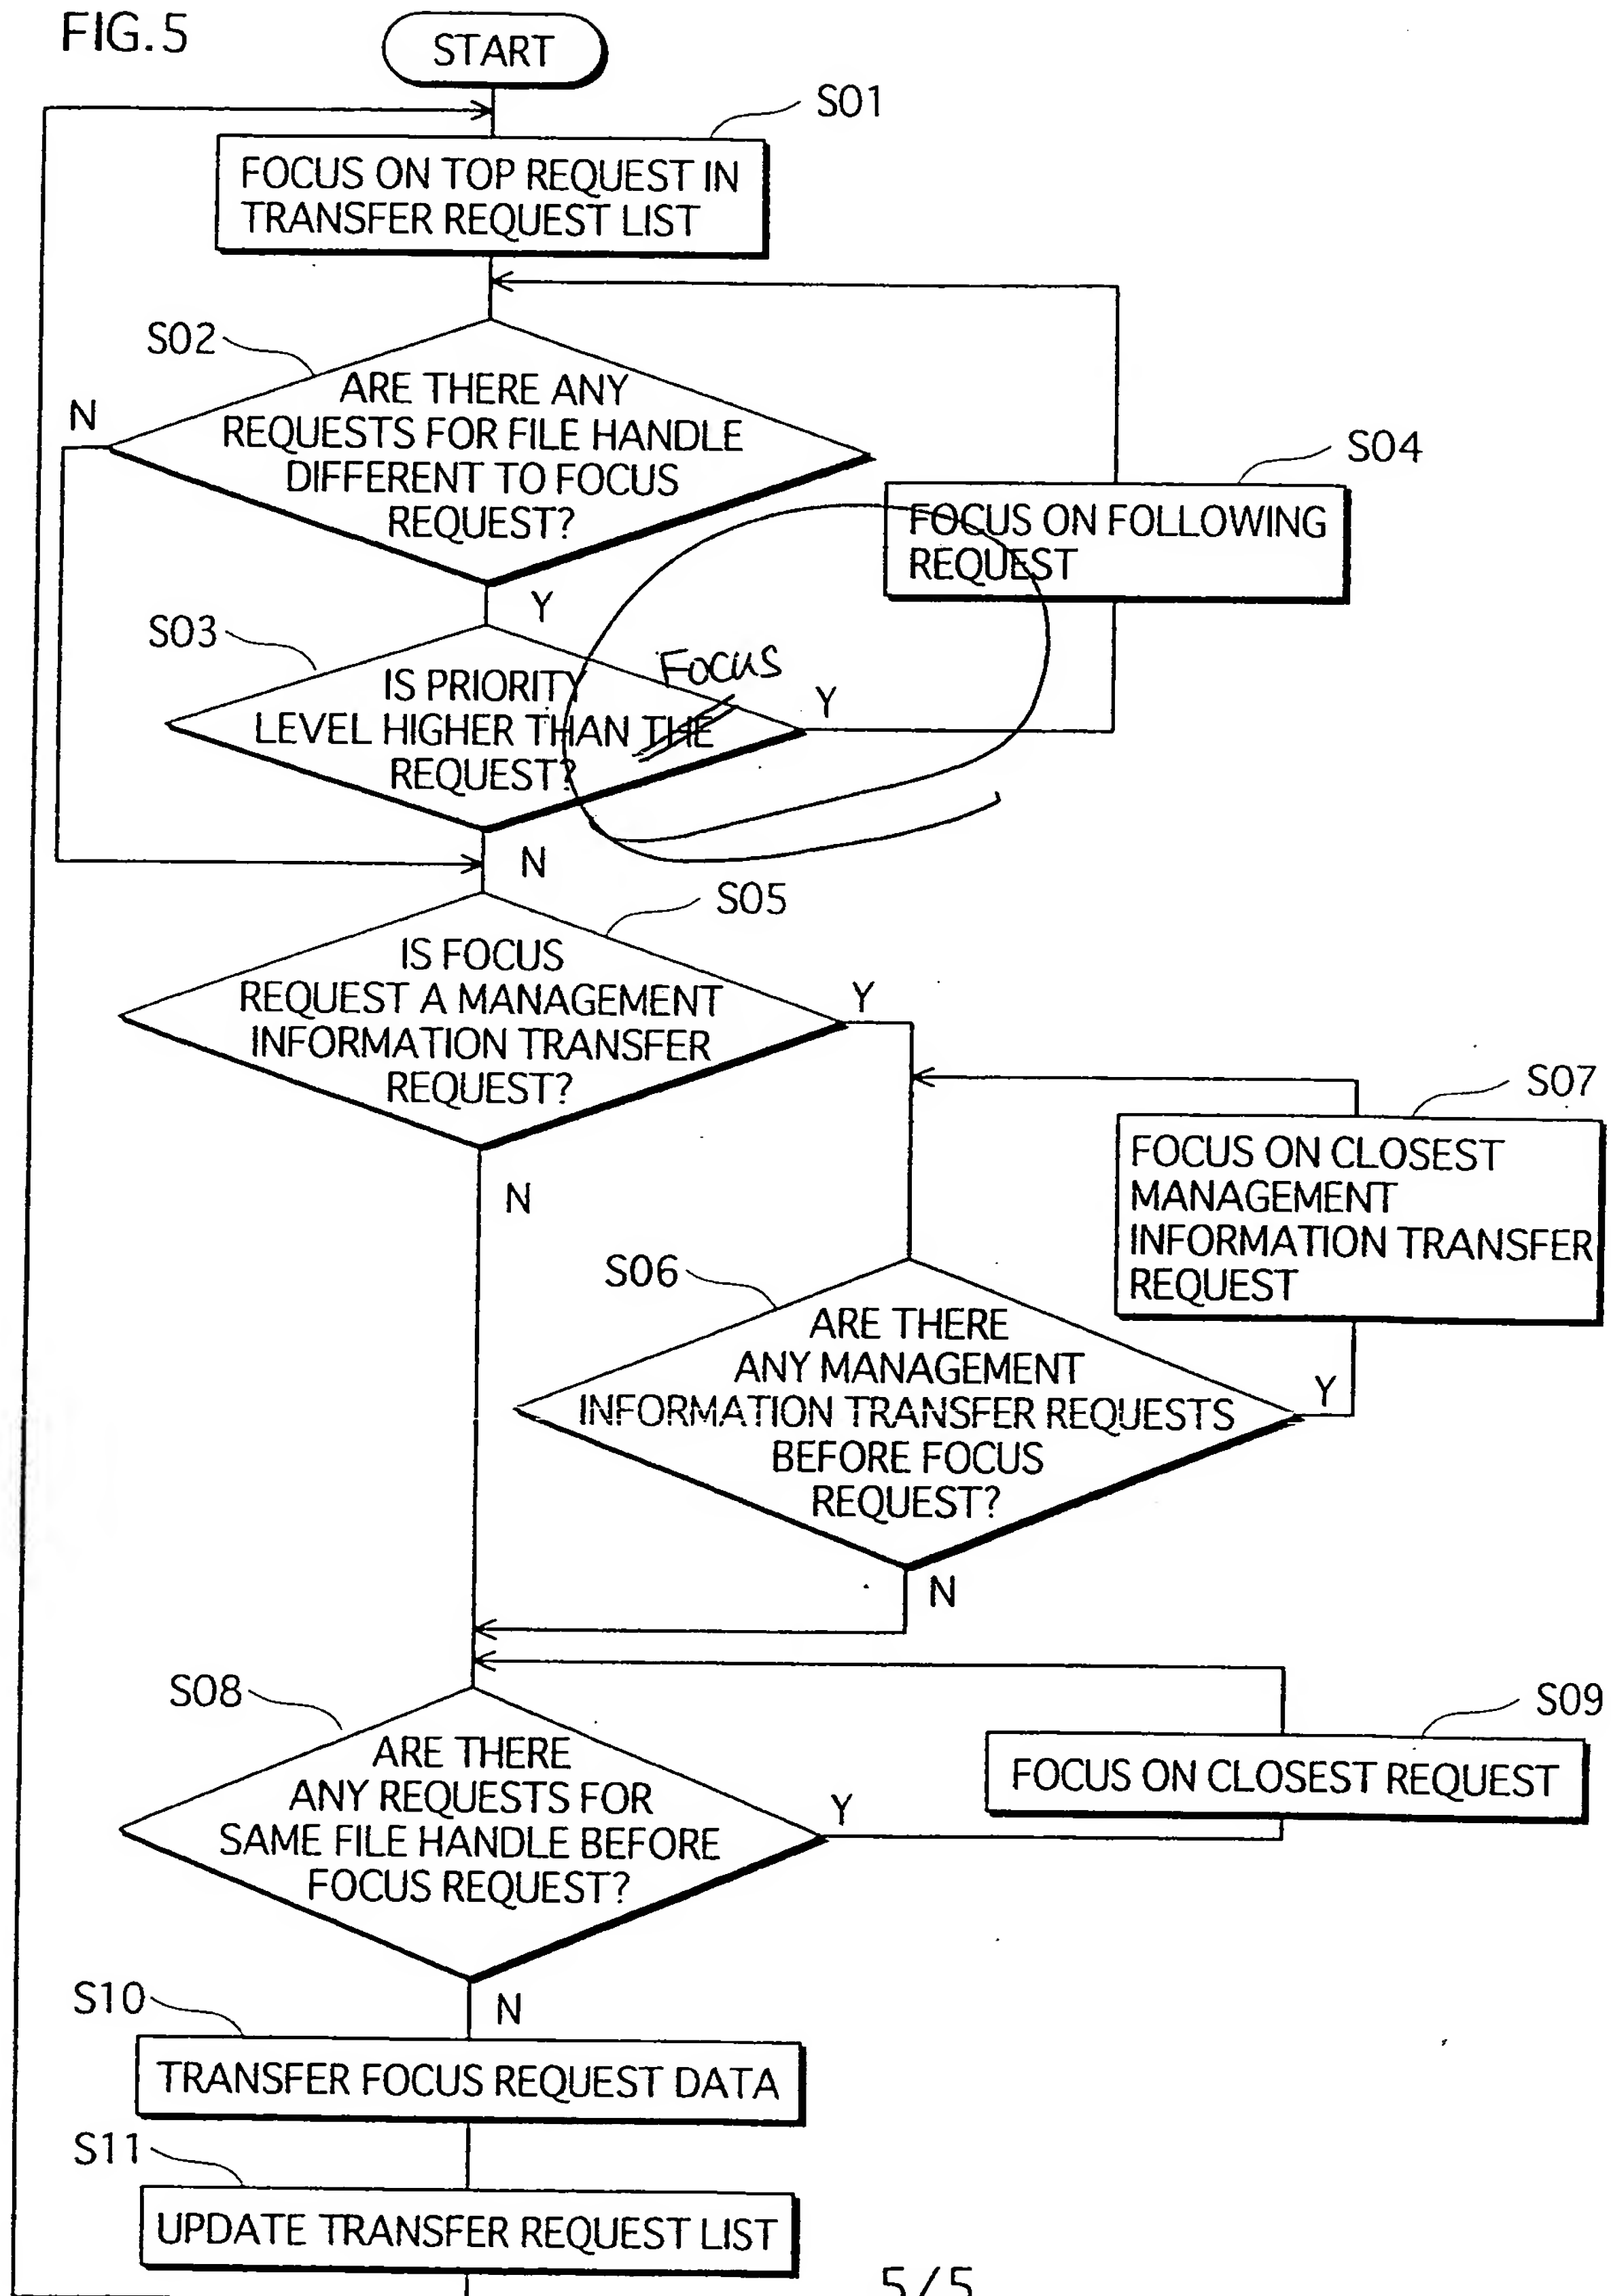 FIG.5
START
S01
FOCUS ON TOP REQUEST IN
TRANSFER REQUEST LIST
S02
ARE THERE ANY
REQUESTS FOR FILE HANDLE
DIFFERENT TO FOCUS
REQUEST?
N
Y
S04
FOCUS ON FOLLOWING
REQUEST
S03
IS PRIORITY
Focus
LEVEL HIGHER THAN THE
REQUEST?
Y
N
S05
IS FOCUS
REQUEST A MANAGEMENT
INFORMATION TRANSFER
REQUEST?
Y
N
S07
FOCUS ON CLOSEST
MANAGEMENT
INFORMATION TRANSFER
REQUEST
S06
ARE THERE
ANY MANAGEMENT
INFORMATION TRANSFER REQUESTS
BEFORE FOCUS
REQUEST?
Y
N
S08
ARE THERE
ANY REQUESTS FOR
SAME FILE HANDLE BEFORE
FOCUS REQUEST?
Y
S09
FOCUS ON CLOSEST REQUEST
N
S10
TRANSFER FOCUS REQUEST DATA
S11
UPDATE TRANSFER REQUEST LIST
5/5